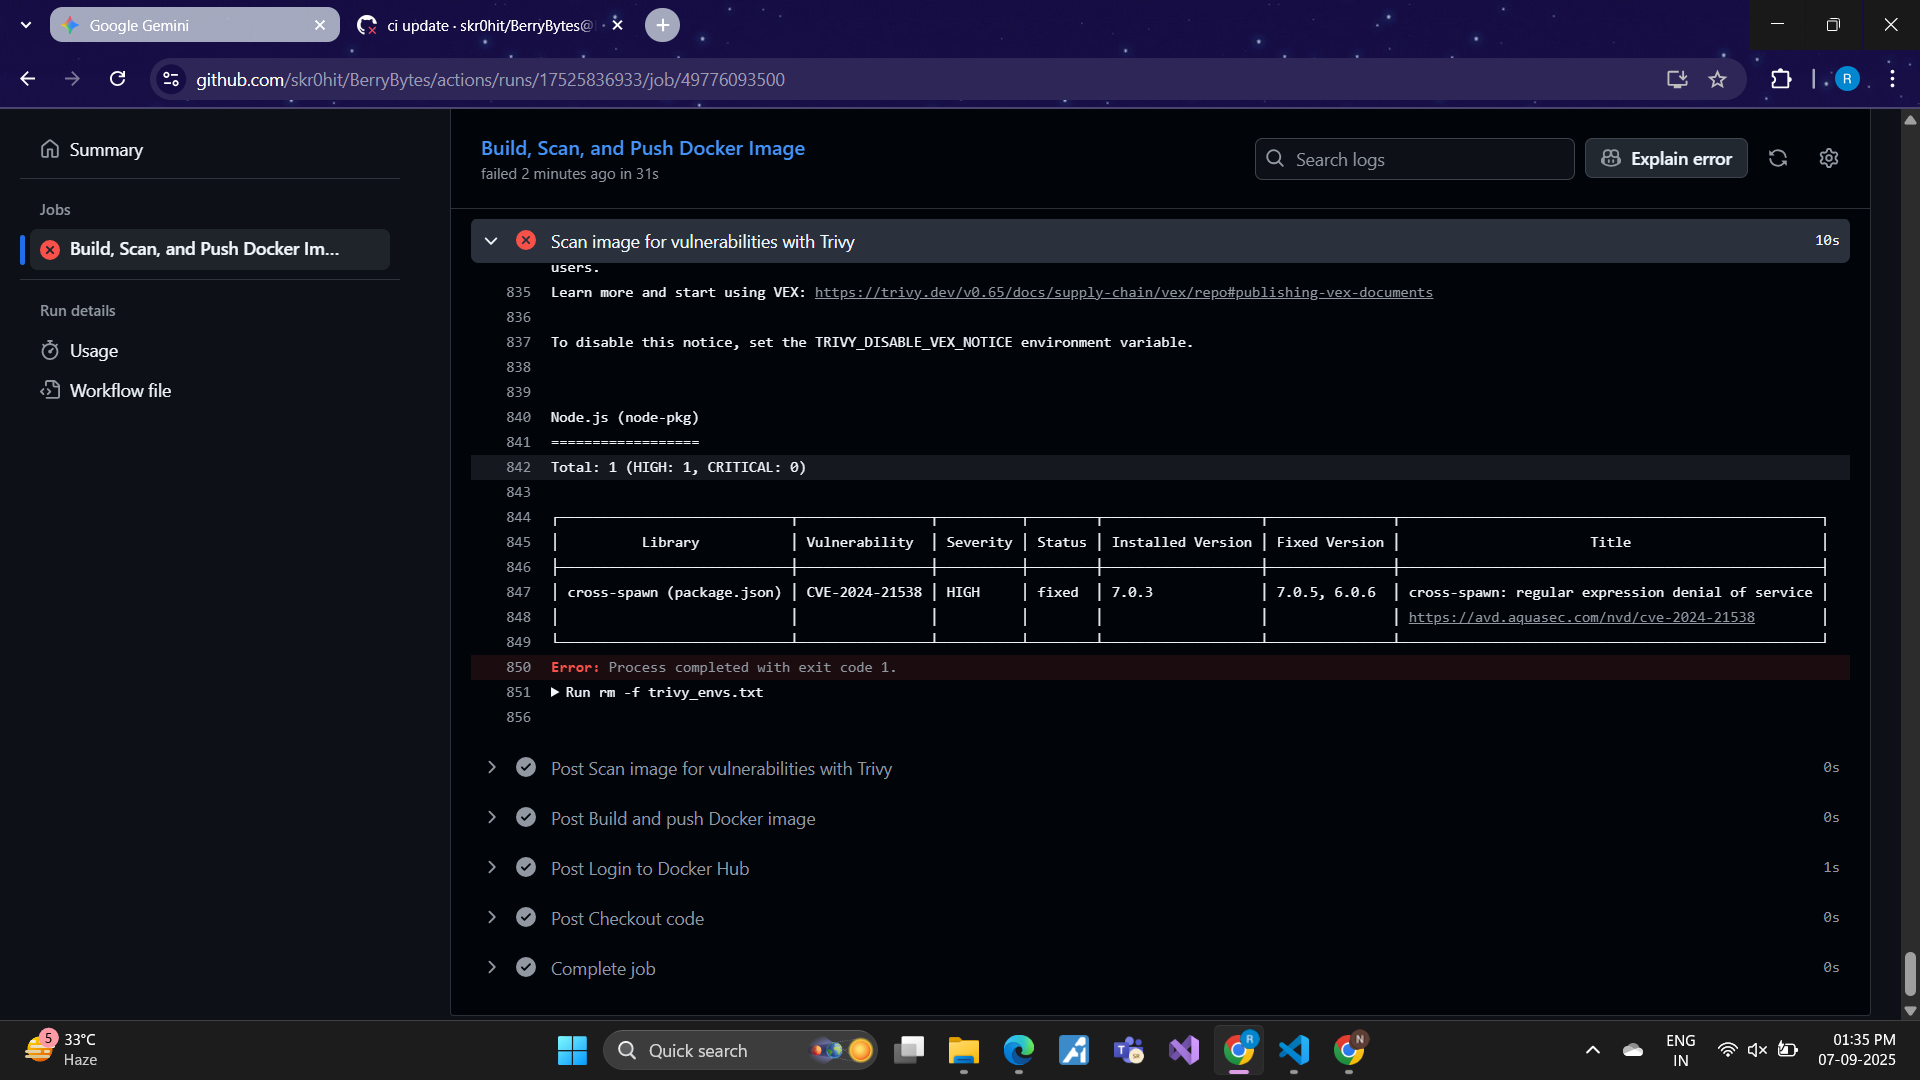 Google Gemini
ci update · skr0hit/BerryBytes@
github.com/skr0hit/BerryBytes/actions/runs/17525836933/job/49776093500
R
Summary
Jobs
Build, Scan, and Push Docker Im...
Run details
Usage
Workflow file
Build, Scan, and Push Docker Image
failed 2 minutes ago in 31s
Search logs
Explain error
Scan image for vulnerabilities with Trivy
10s
users.
835 Learn more and start using VEX: https://trivy.dev/v0.65/docs/supply-chain/vex/repo#publishing-vex-documents
836
837 To disable this notice, set the TRIVY_DISABLE_VEX_NOTICE environment variable.
838
839
840 Node.js (node-pkg)
841 ==================
842 Total: 1 (HIGH: 1, CRITICAL: 0)
843
844
845 Library Vulnerability Severity Status Installed Version Fixed Version Title
846
847 cross-spawn (package.json) CVE-2024-21538 HIGH fixed 7.0.3 7.0.5, 6.0.6 cross-spawn: regular expression denial of service
848 https://avd.aquasec.com/nvd/cve-2024-21538
849
850 Error: Process completed with exit code 1.
851 Run rm -f trivy_envs.txt
856
Post Scan image for vulnerabilities with Trivy
0s
Post Build and push Docker image
0s
Post Login to Docker Hub
1s
Post Checkout code
0s
Complete job
0s
5
33°C
Haze
Quick search
R
N
ENG
IN
01:35 PM
07-09-2025